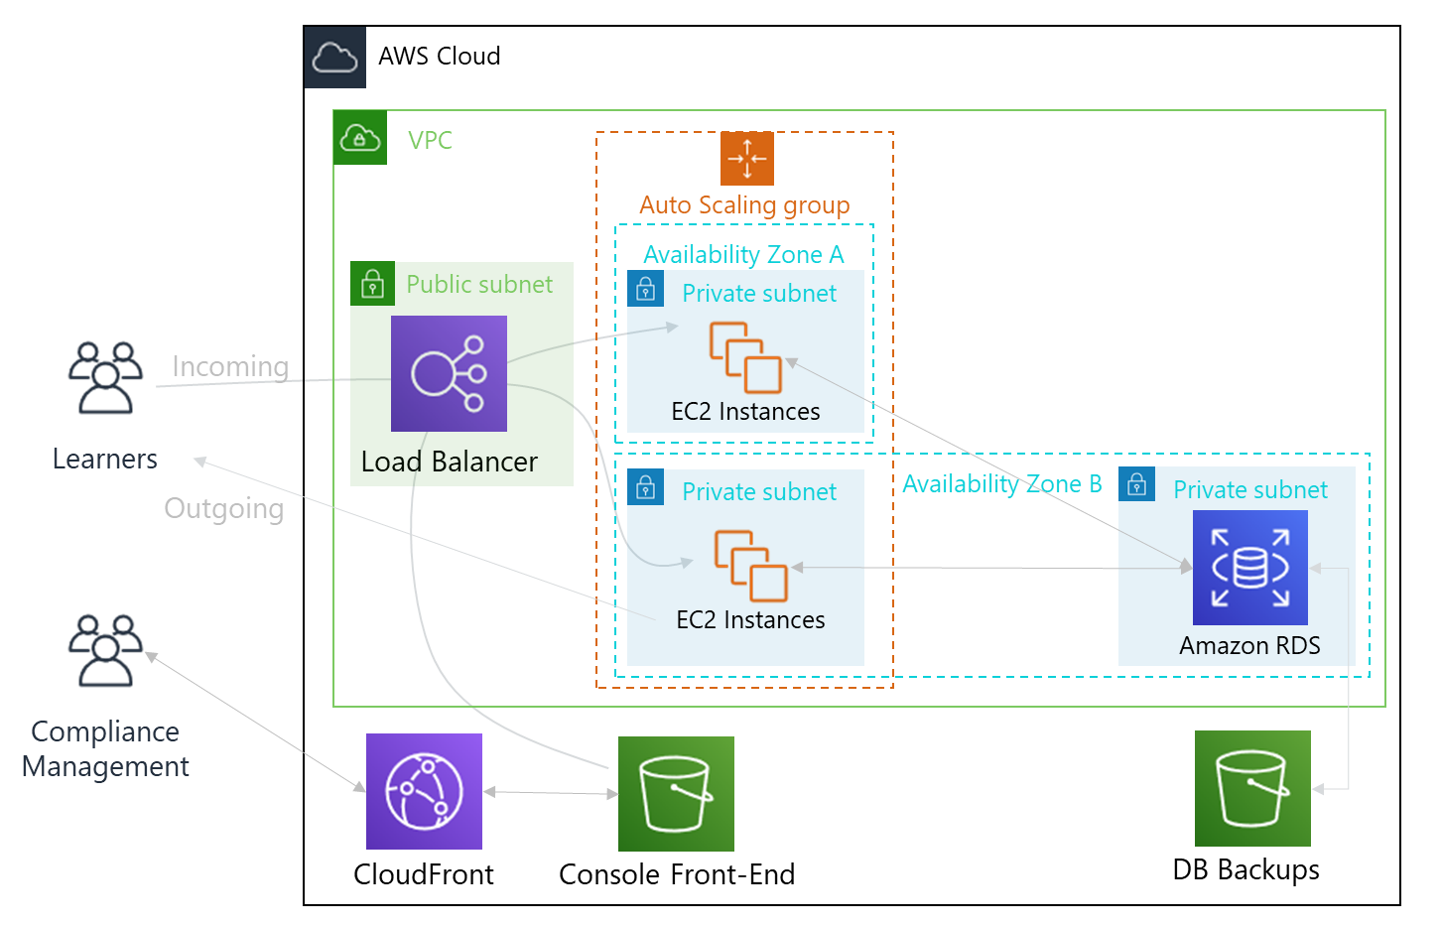 AWS Cloud
VPC
Auto Scaling group
Availability Zone A
Public subnet
Private subnet
Incoming
EC2 Instances
Learners
Load Balancer
Outgoing
Private subnet
Availability Zone B
Private subnet
EC2 Instances
Amazon RDS
Compliance
Management
CloudFront
Console Front-End
DB Backups